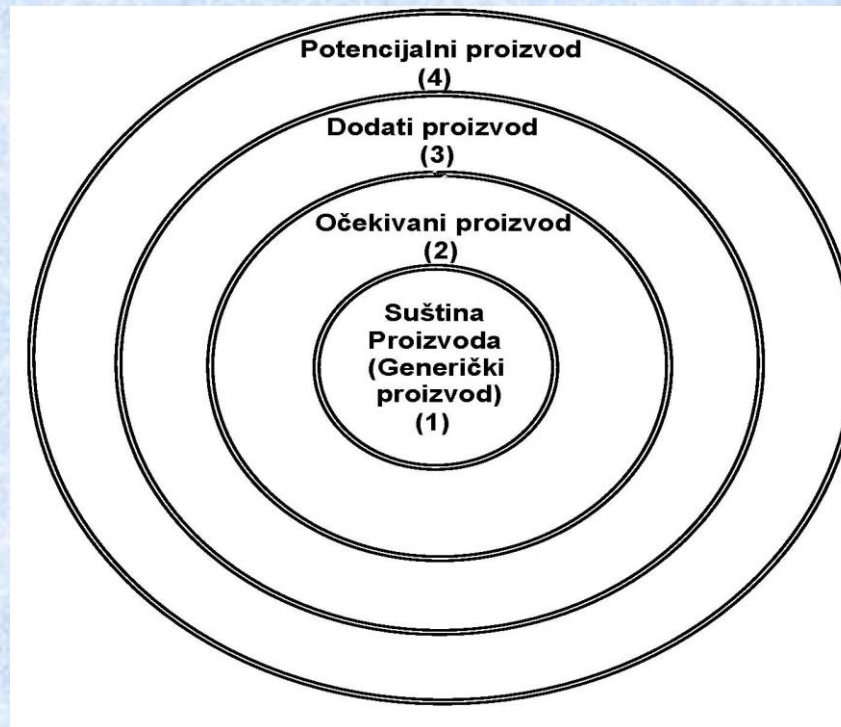 Potencijalni proizvod
(4)
Dodati proizvod
(3)
Očekivani proizvod
(2)
Suština
Proizvoda
(Generički
proizvod)
(1)